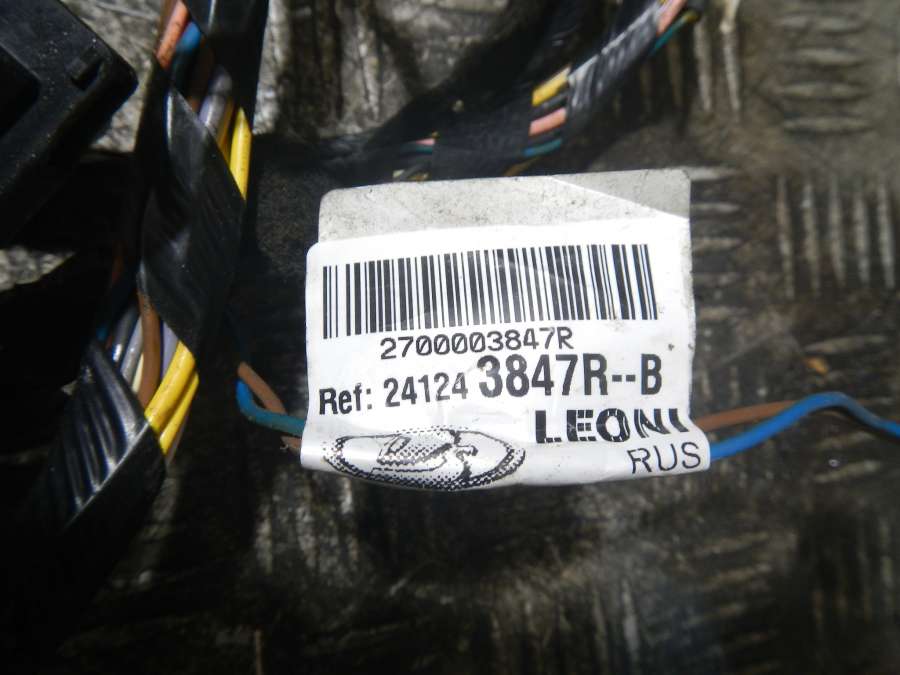 2700003847R
Ref: 24124 3847R--B
LEONI
RUS